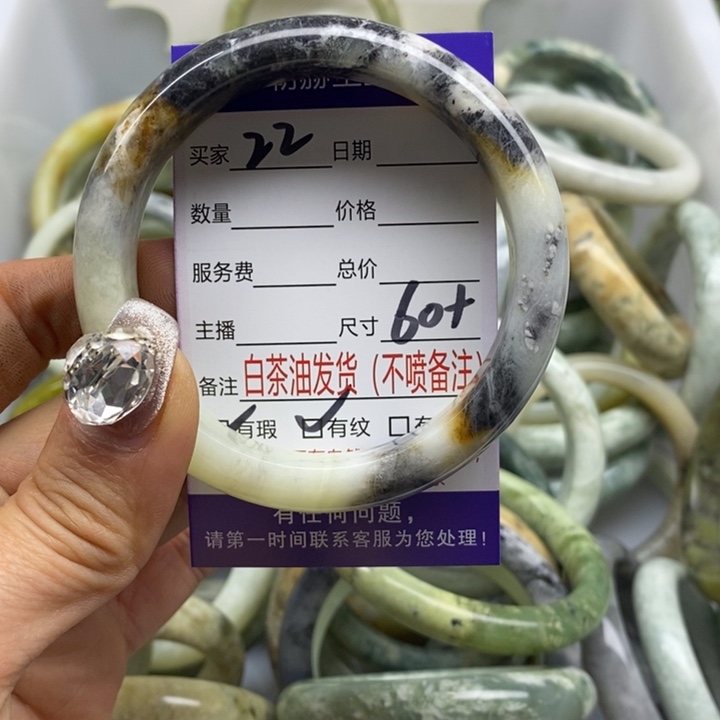 买家 22 日期
数量 价格
服务费 总价
主播 尺寸 60+
备注 白茶油发货（不喷备注）
有瑕 有纹 有
有任何问题，
请第一时间联系客服为您处理！